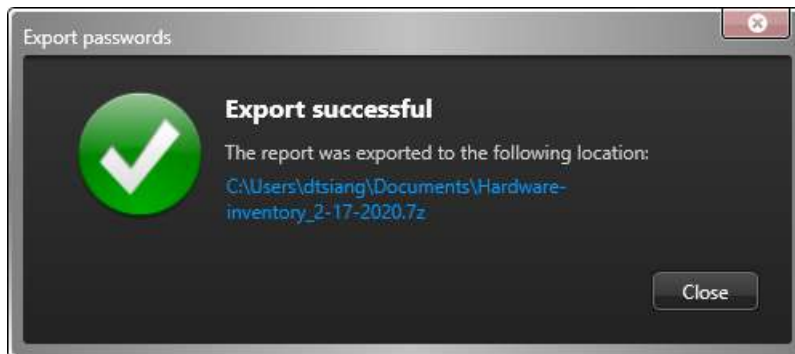 Export passwords
Export successful
The report was exported to the following location:
C:\Users\dtsiang\Documents\Hardware-
inventory_2-17-2020.7z
Close